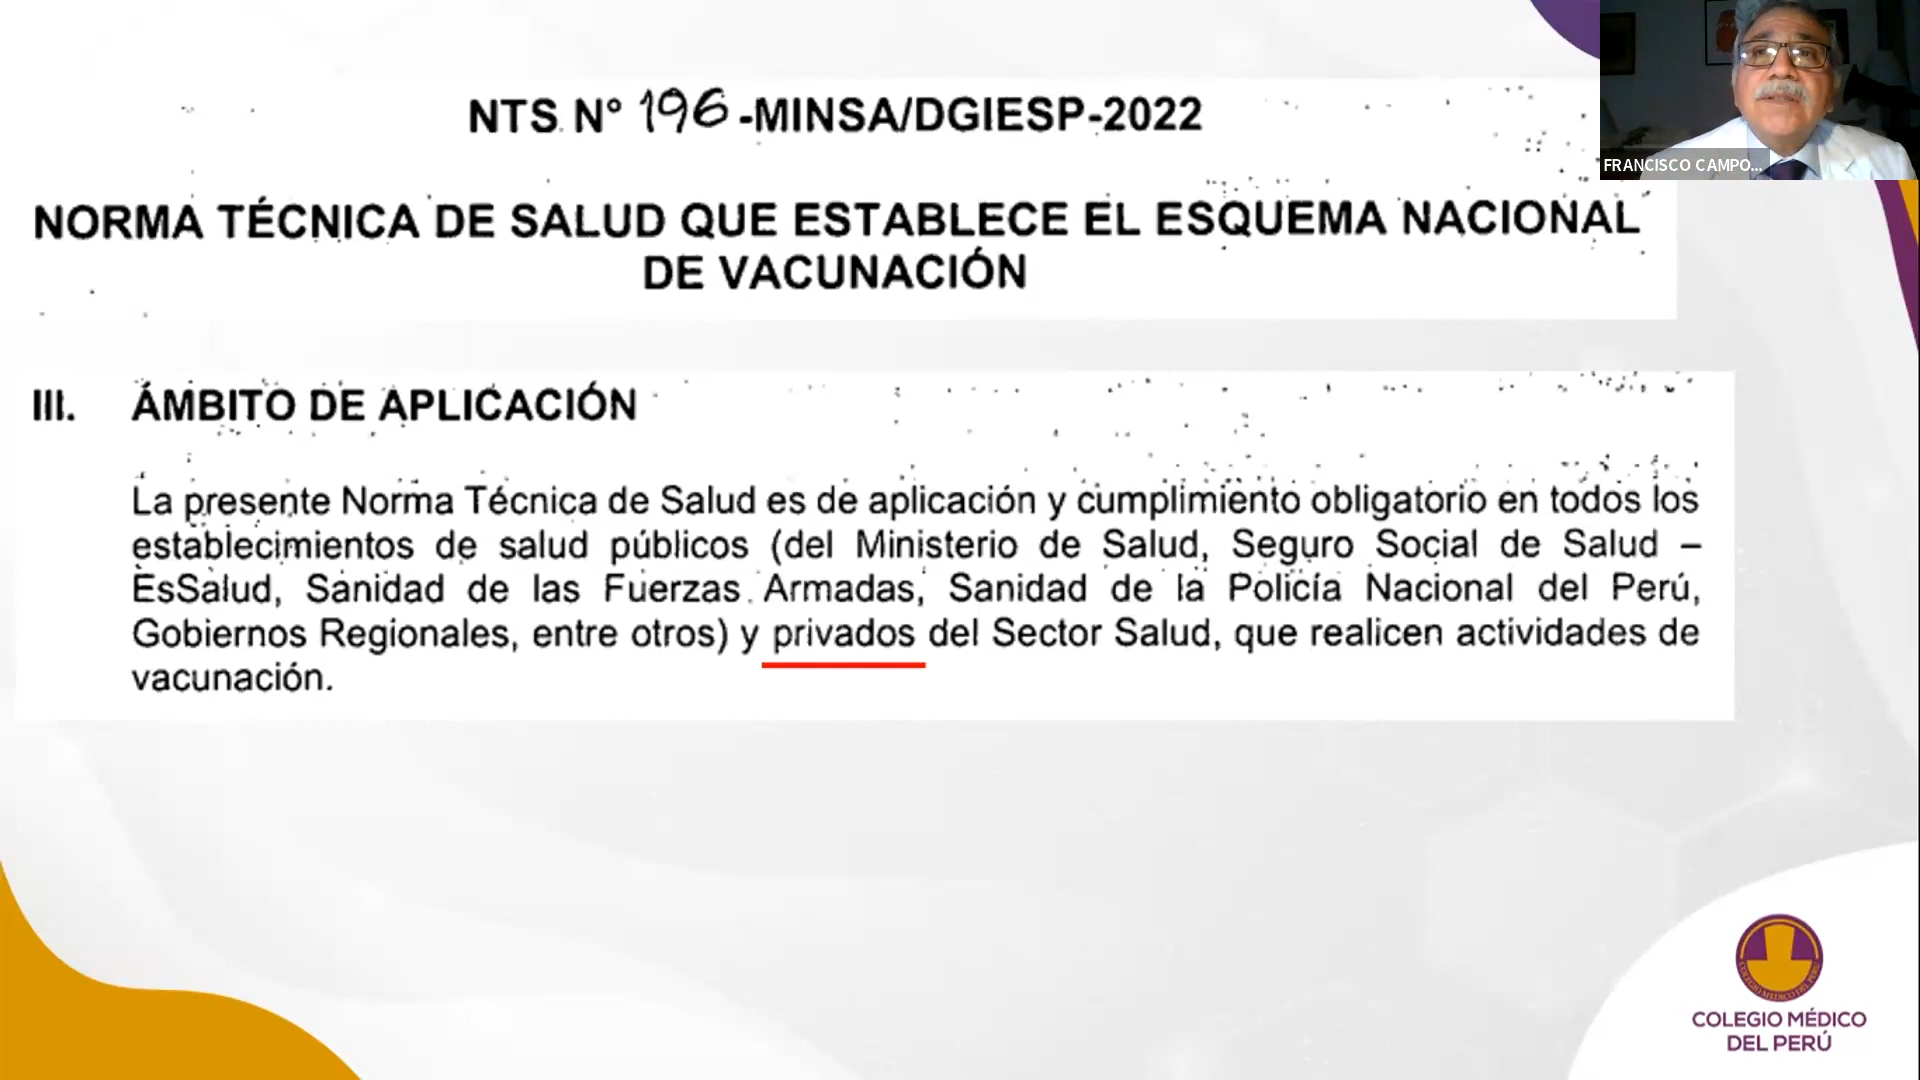 NTS N° 196-MINSA/DGIESP-2022
NORMA TÉCNICA DE SALUD QUE ESTABLECE EL ESQUEMA NACIONAL
DE VACUNACIÓN
FRANCISCO CAMPO...
III. ÁMBITO DE APLICACIÓN
La presente Norma Técnica de Salud es de aplicación y cumplimiento obligatorio en todos los
establecimientos de salud públicos (del Ministerio de Salud, Seguro Social de Salud –
EsSalud, Sanidad de las Fuerzas Armadas, Sanidad de la Policía Nacional del Perú,
Gobiernos Regionales, entre otros) y privados del Sector Salud, que realicen actividades de
vacunación.
COLEGIO MÉDICO DEL PERÚ
COLEGIO MÉDICO
DEL PERÚ